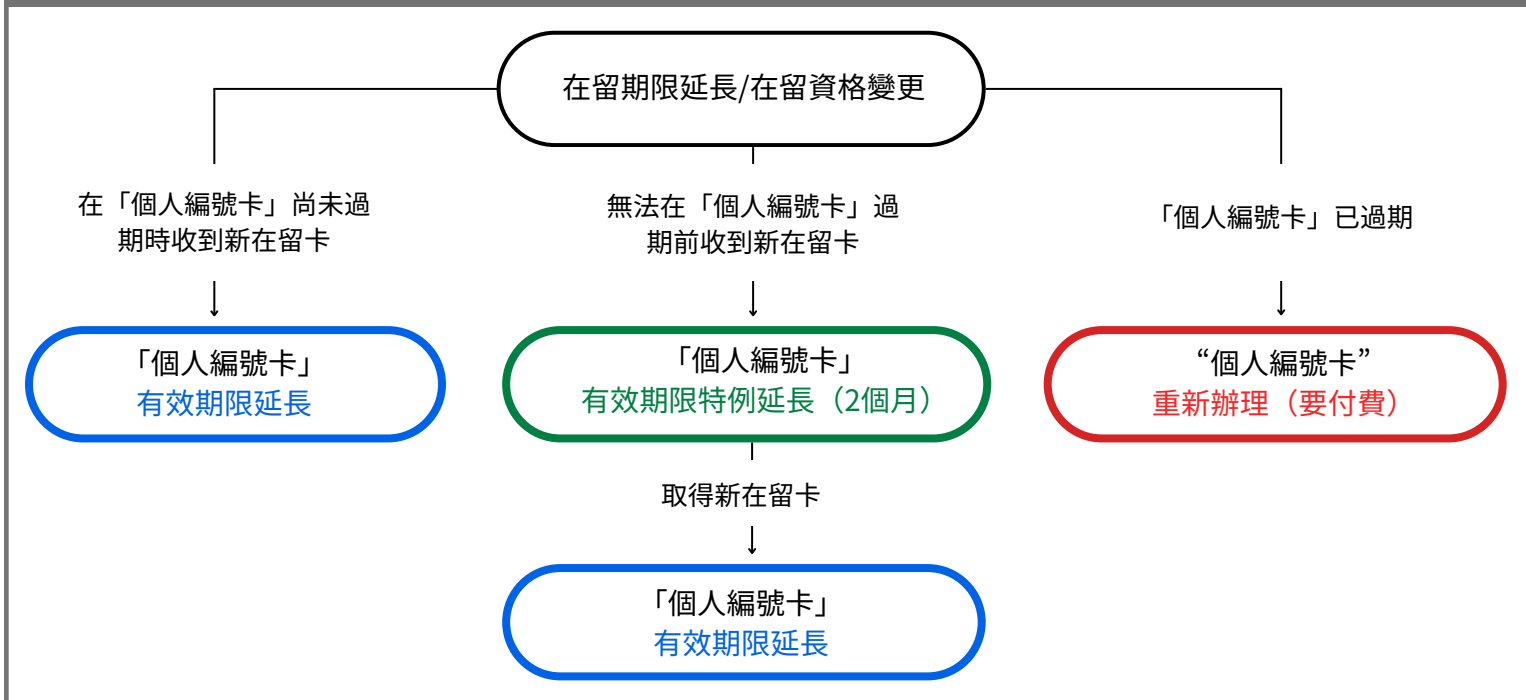 在留期限延長/在留資格變更
在「個人編號卡」尚未過
期時收到新在留卡
無法在「個人編號卡」過
期前收到新在留卡
「個人編號卡」已過期
「個人編號卡」
有效期限延長
「個人編號卡」
有效期限特例延長（2個月）
“個人編號卡”
重新辦理（要付費）
取得新在留卡
「個人編號卡」
有效期限延長